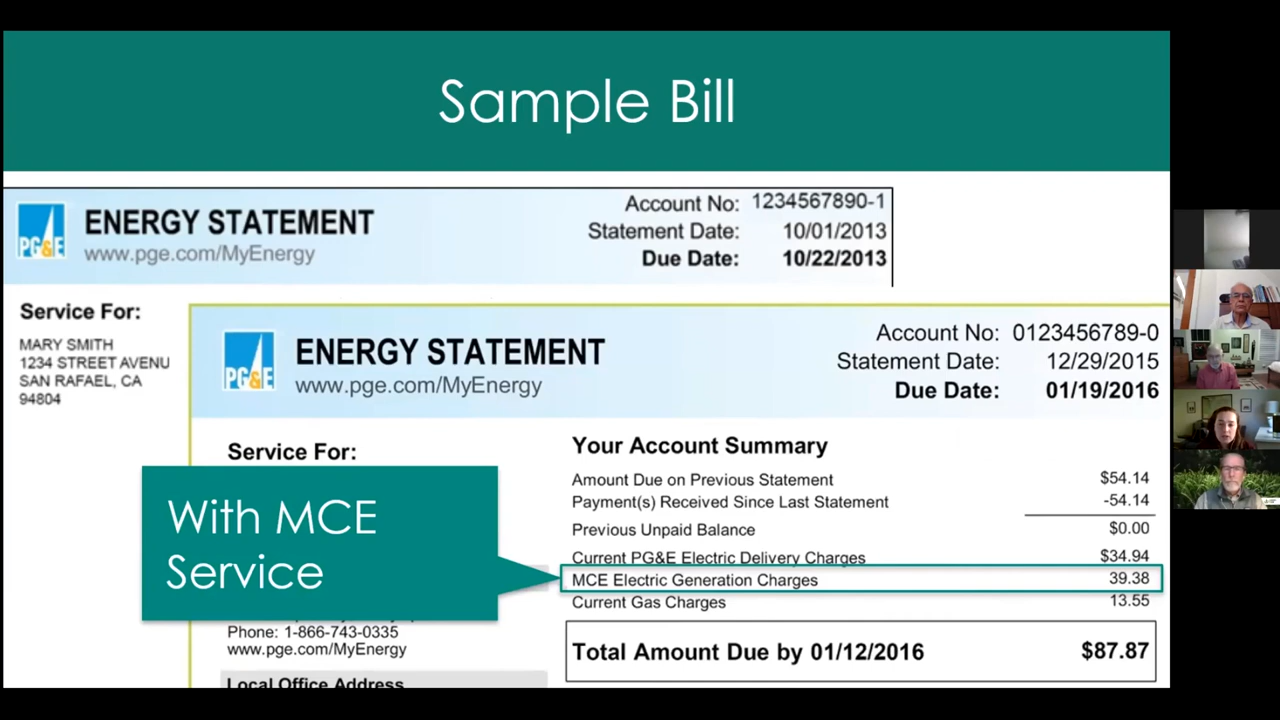 Sample Bill
PG&E
ENERGY STATEMENT
www.pge.com/MyEnergy
Account No: 1234567890-1
Statement Date: 10/01/2013
Due Date: 10/22/2013
Service For:
MARY SMITH
1234 STREET AVENU
SAN RAFAEL, CA
94804
PG&E
ENERGY STATEMENT
www.pge.com/MyEnergy
Account No: 0123456789-0
Statement Date: 12/29/2015
Due Date: 01/19/2016
Service For:
With MCE
Service
Phone: 1-866-743-0335
www.pge.com/MyEnergy
Local Office Address
Your Account Summary
Amount Due on Previous Statement $54.14
Payment(s) Received Since Last Statement -54.14
Previous Unpaid Balance $0.00
Current PG&E Electric Delivery Charges $34.94
MCE Electric Generation Charges 39.38
Current Gas Charges 13.55
Total Amount Due by 01/12/2016 $87.87